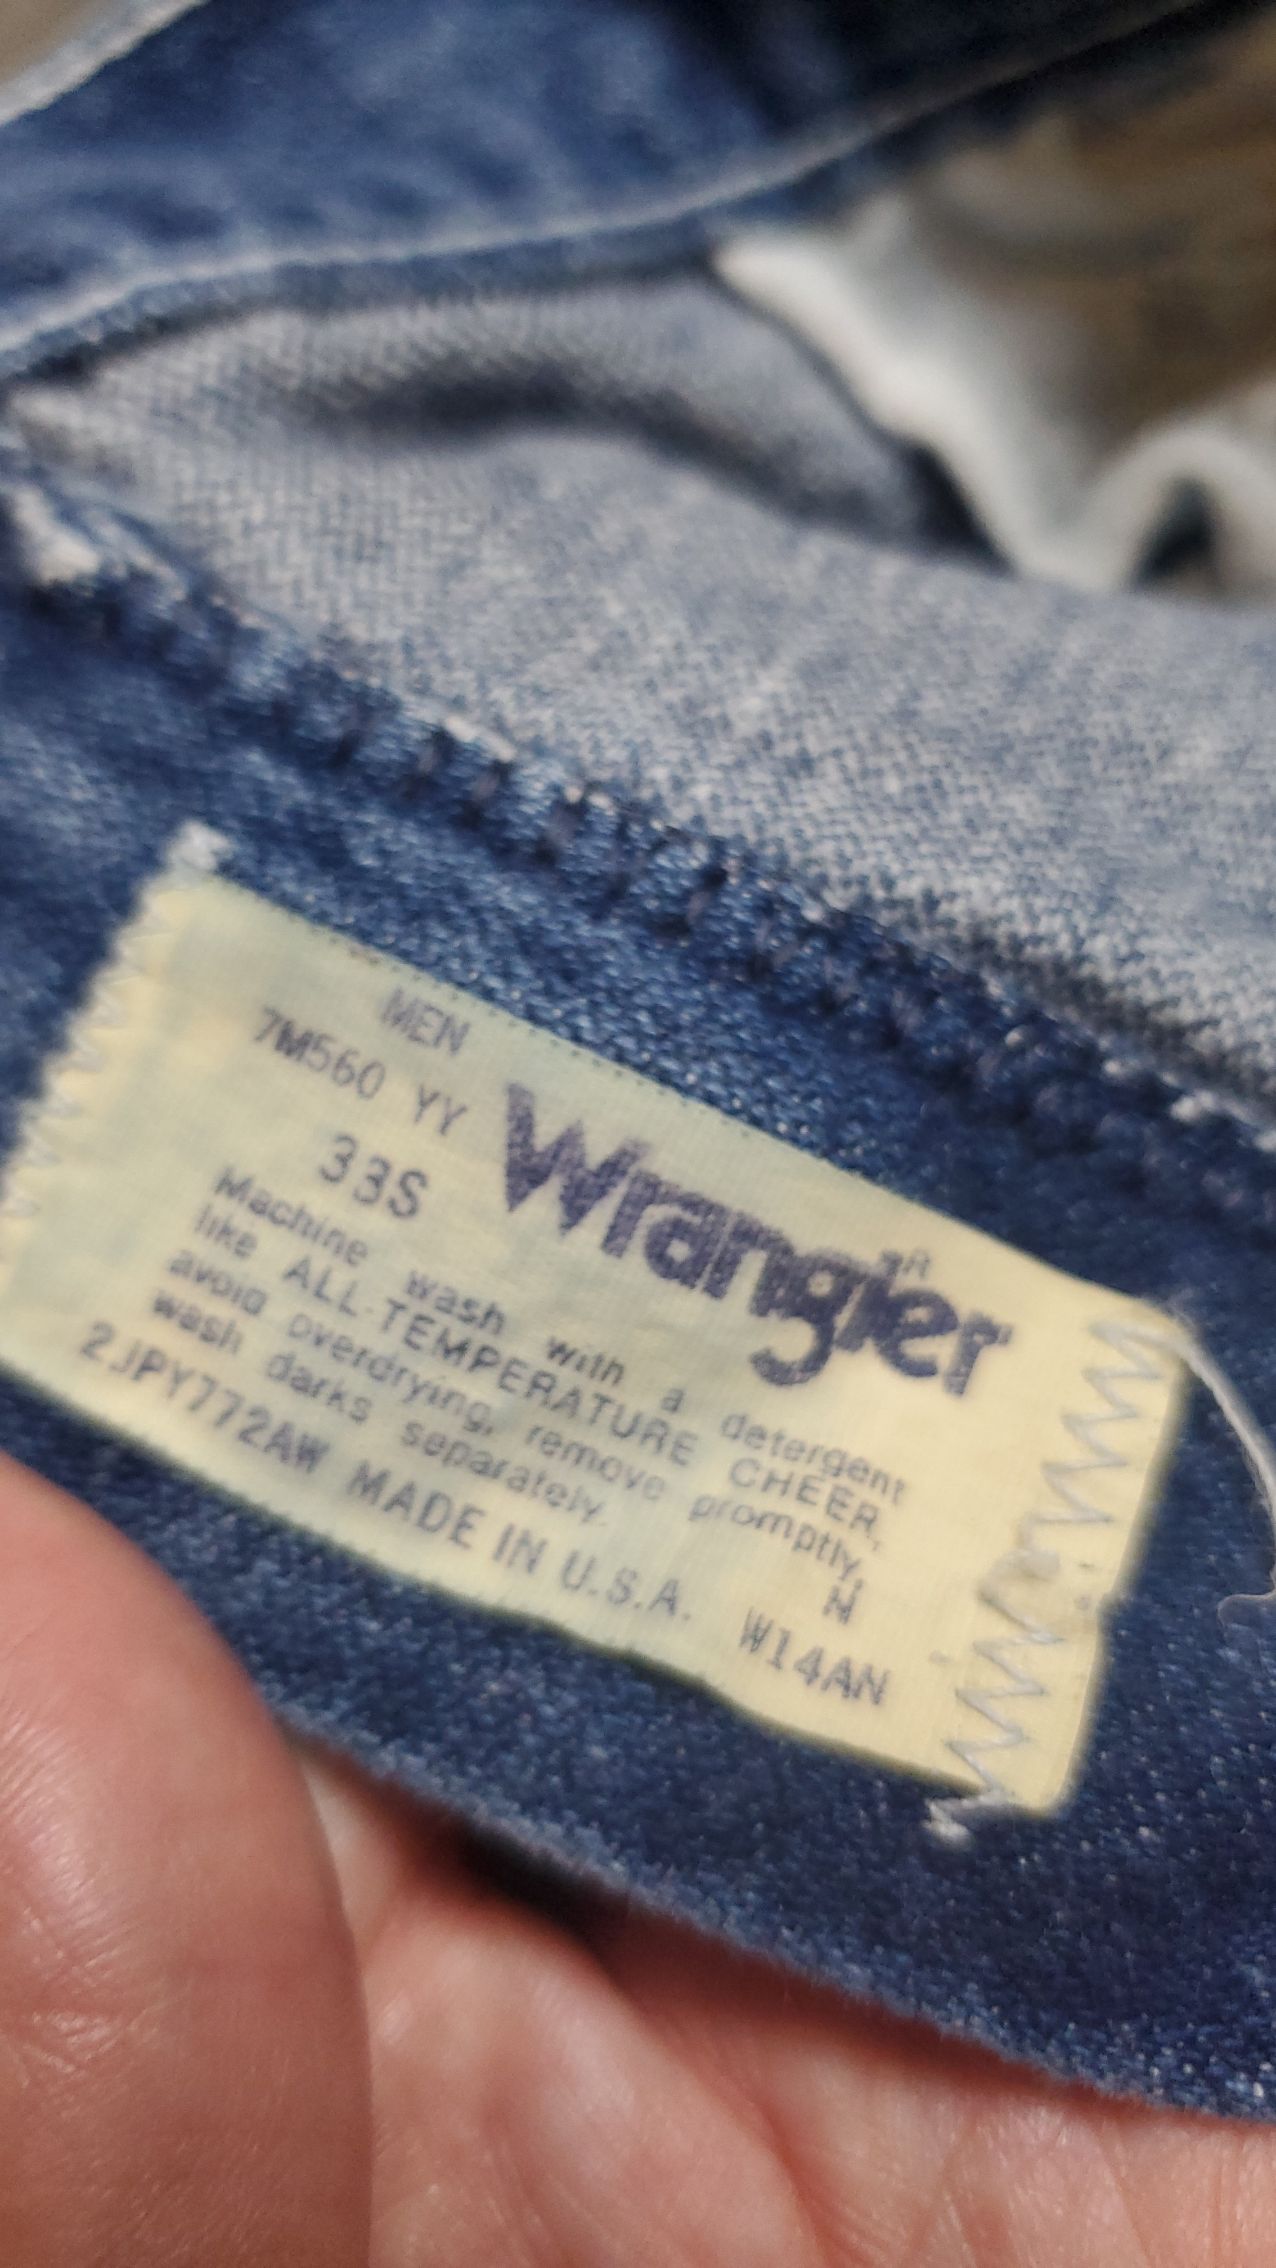 MEN
7M560 YY
33S
Wrangler®
Machine wash with a detergent
like ALL-TEMPERATURE CHEER,
avoid overdrying, remove promptly,
wash darks separately. N
2JPY772AW MADE IN U.S.A. W14AN